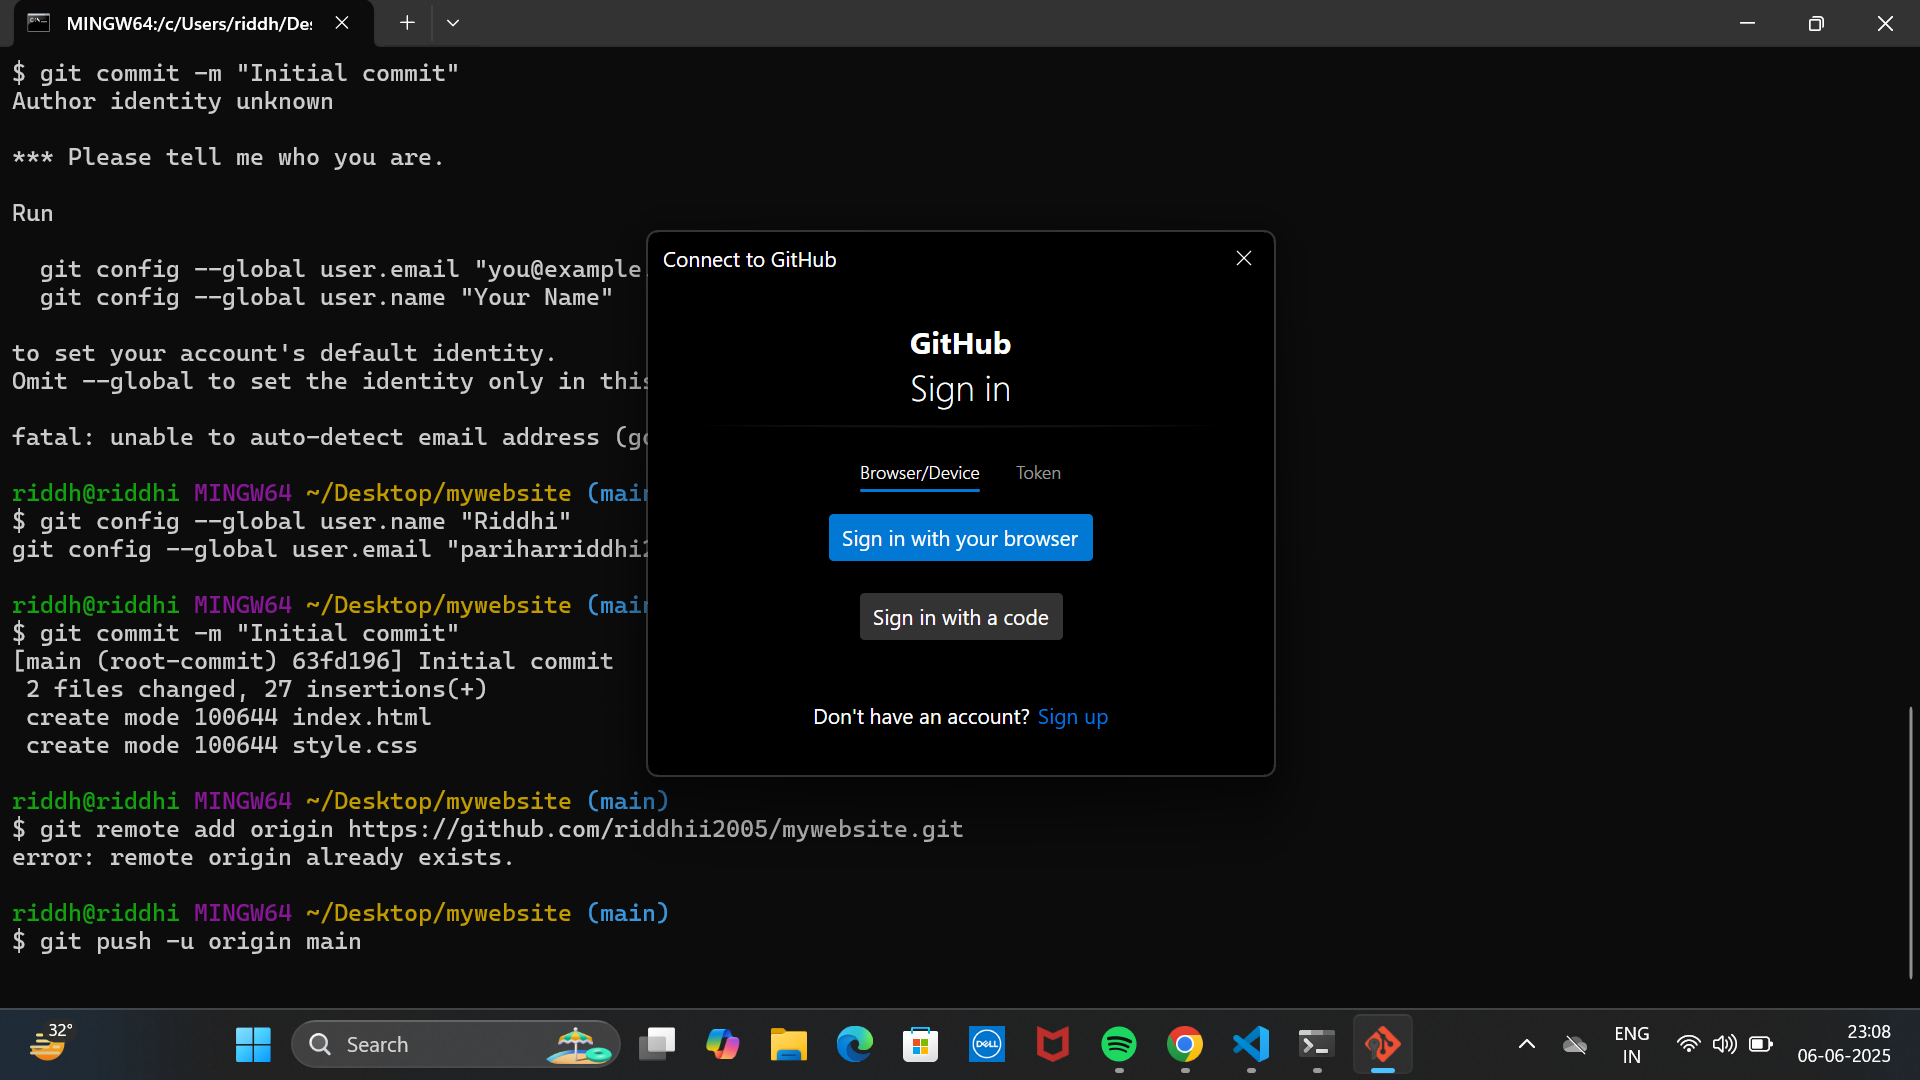 MINGW64:/c/Users/riddh/De
$ git commit -m "Initial commit"
Author identity unknown
*** Please tell me who you are.
Run
git config --global user.email "you@example
git config --global user.name "Your Name"
to set your account's default identity.
Omit --global to set the identity only in this
fatal: unable to auto-detect email address (g
riddh@riddhi MINGW64 ~/Desktop/mywebsite (main
$ git config --global user.name "Riddhi"
git config --global user.email "pariharriddhi2
riddh@riddhi MINGW64 ~/Desktop/mywebsite (main
$ git commit -m "Initial commit"
[main (root-commit) 63fd196] Initial commit
2 files changed, 27 insertions(+)
create mode 100644 index.html
create mode 100644 style.css
riddh@riddhi MINGW64 ~/Desktop/mywebsite (main)
$ git remote add origin https://github.com/riddhii2005/mywebsite.git
error: remote origin already exists.
riddh@riddhi MINGW64 ~/Desktop/mywebsite (main)
$ git push -u origin main
Connect to GitHub
GitHub
Sign in
Browser/Device Token
Sign in with your browser
Sign in with a code
Don't have an account? Sign up
32°
Search
DELL
ENG
IN
23:08
06-06-2025